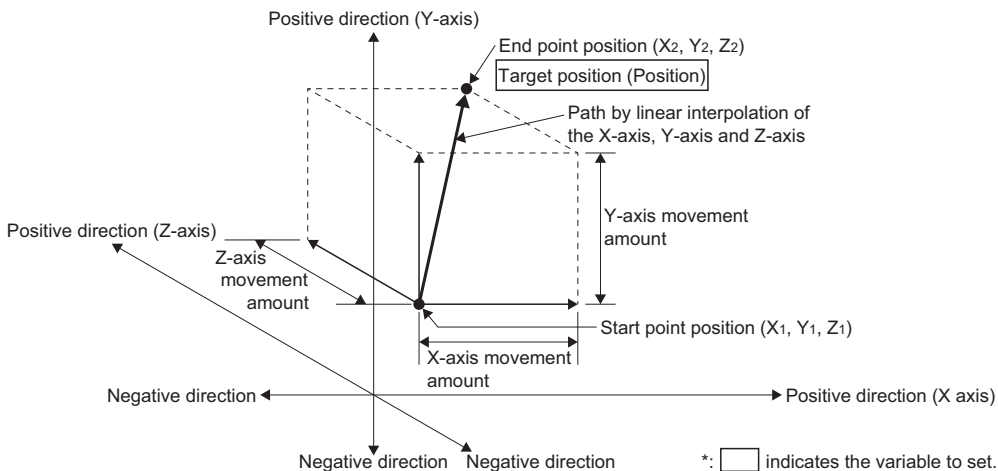 Positive direction (Y-axis)
End point position (X2, Y2, Z2)
Target position (Position)
Path by linear interpolation of
the X-axis, Y-axis and Z-axis
Y-axis movement
amount
Positive direction (Z-axis)
Z-axis
movement
amount
Start point position (X1, Y1, Z1)
X-axis movement
amount
Negative direction
Positive direction (X axis)
Negative direction
Negative direction
*: indicates the variable to set.